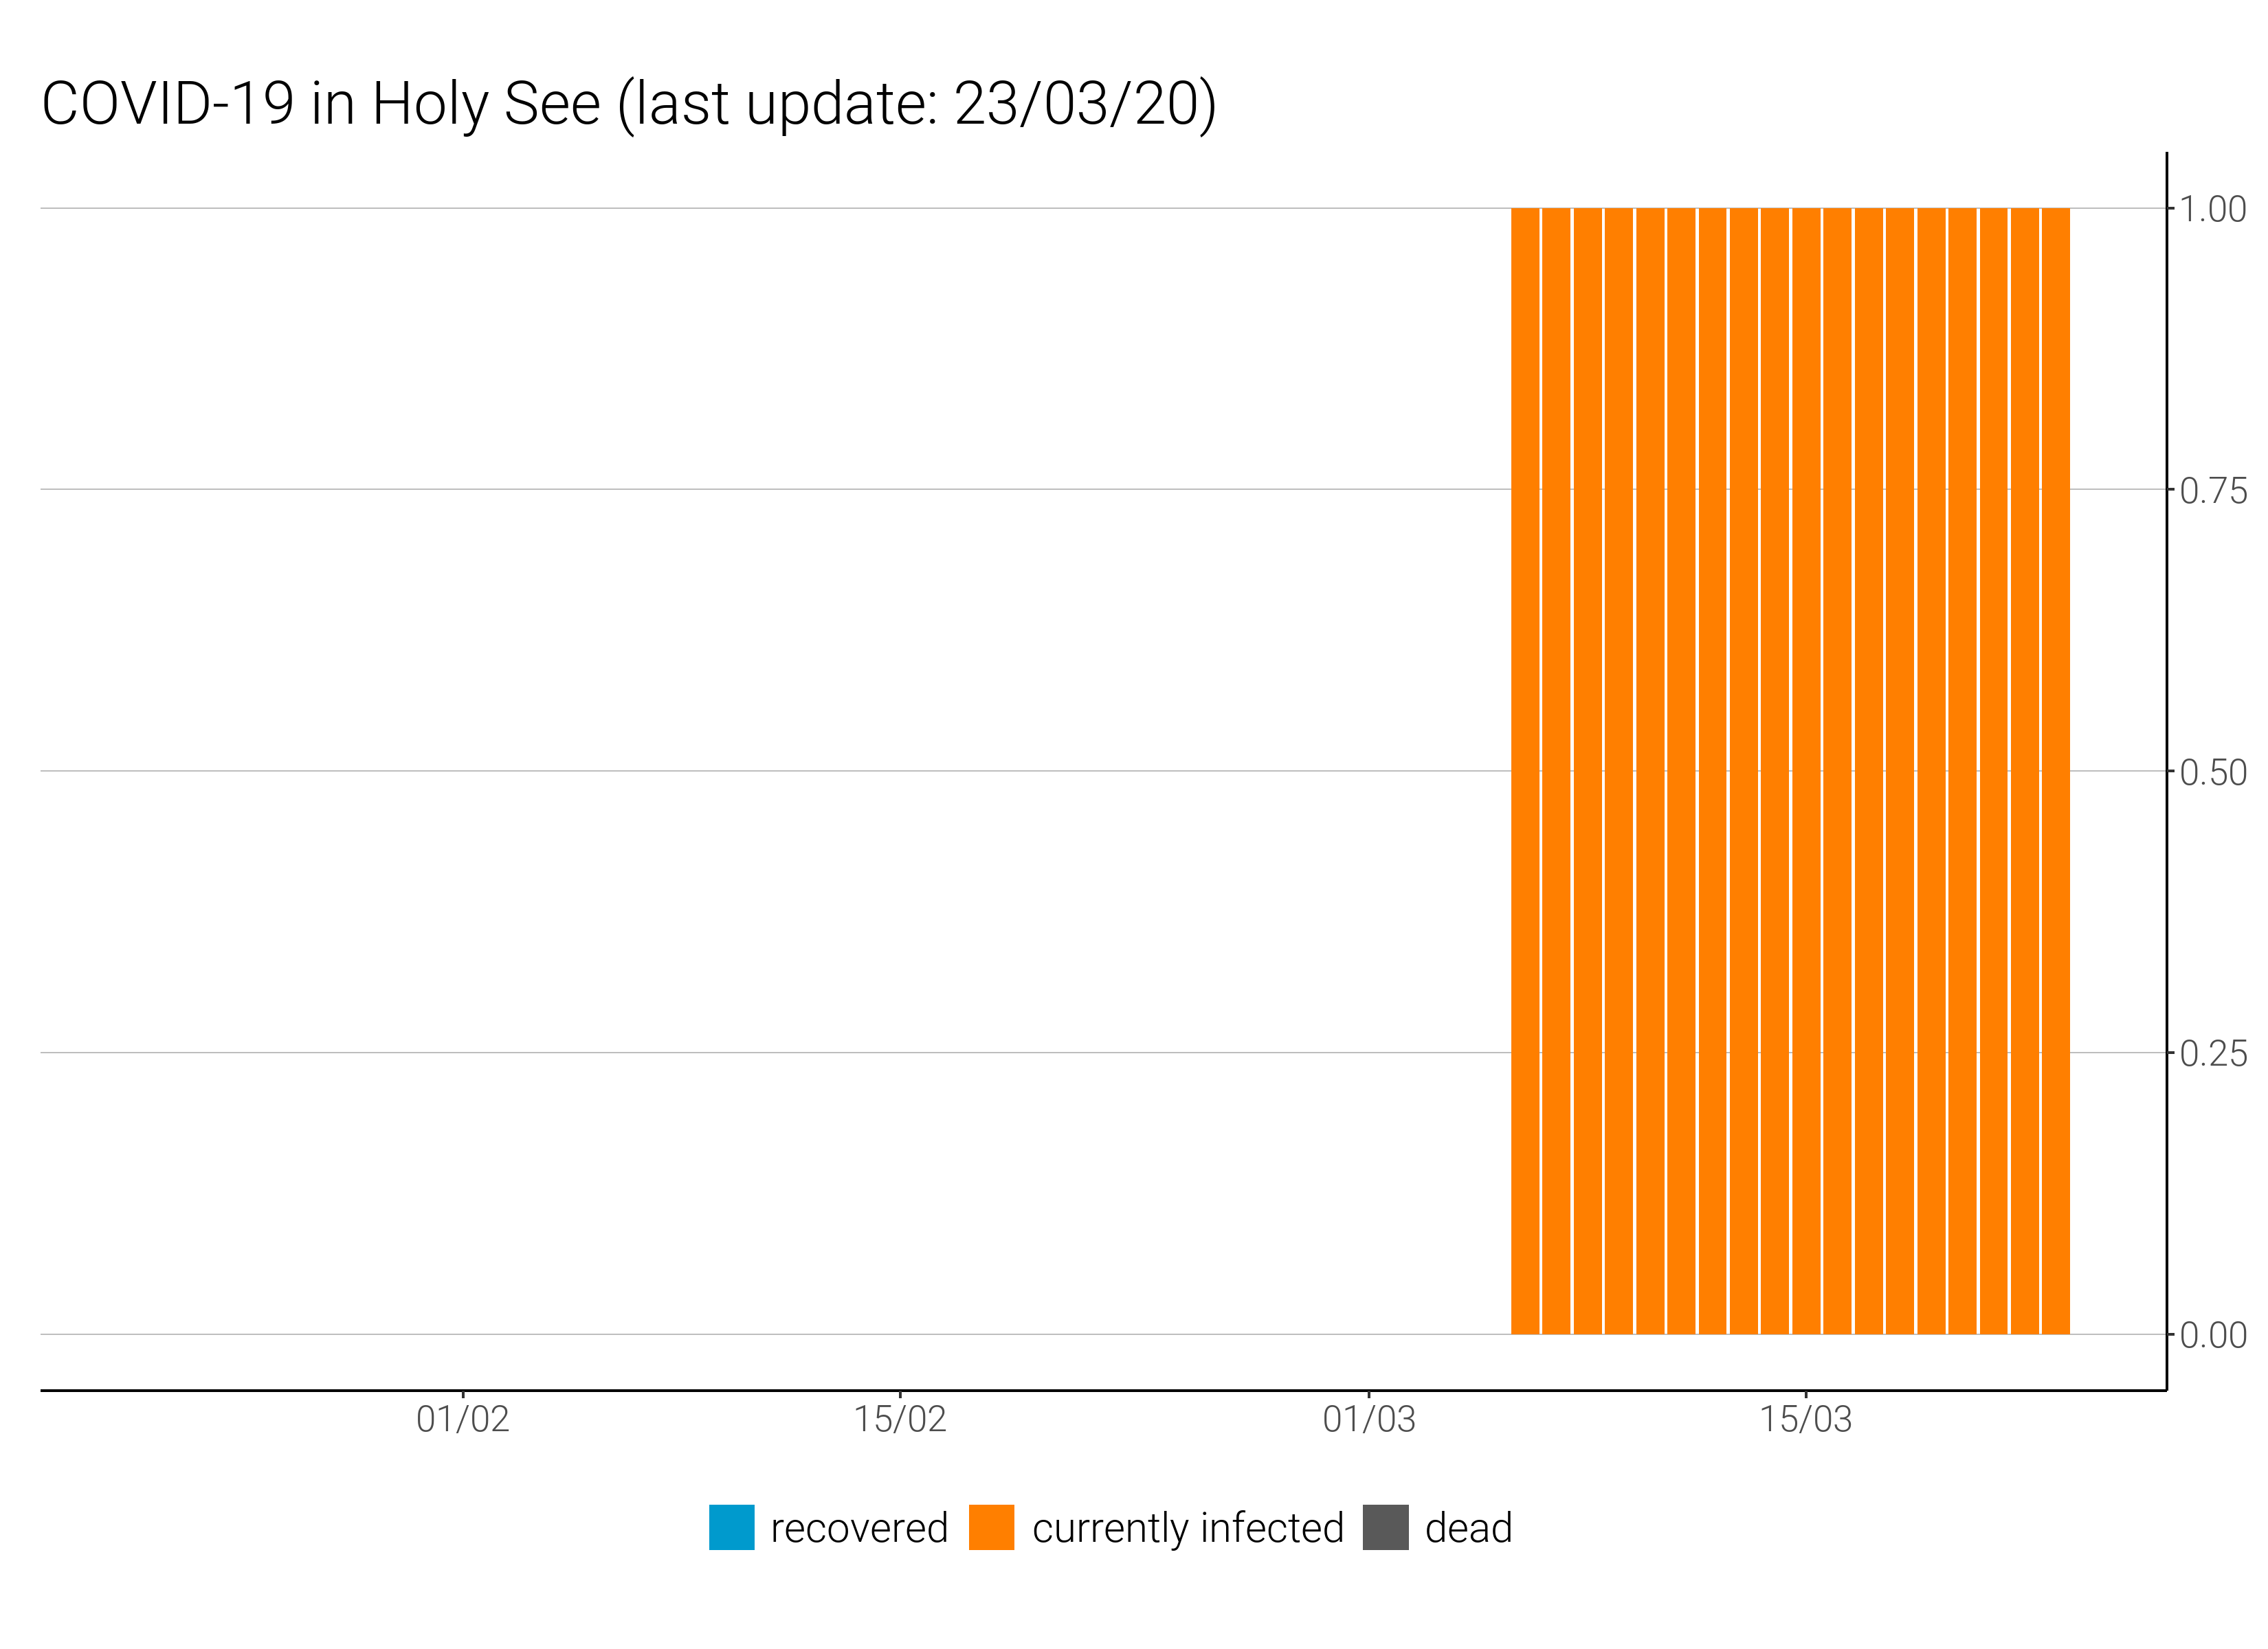 COVID-19 in Holy See (last update: 23/03/20)
1.00
0.75
0.50
0.25
0.00
01/02 15/02 01/03 15/03
recovered currently infected dead